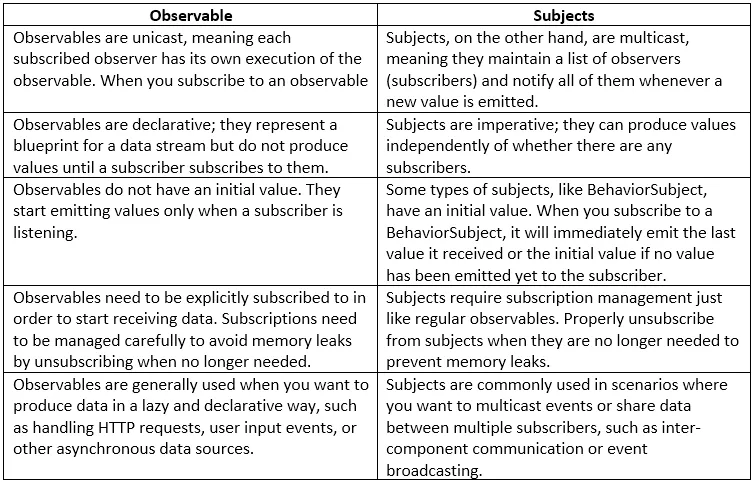 Observable
Subjects
Observables are unicast, meaning each
subscribed observer has its own execution of the
observable. When you subscribe to an observable
Subjects, on the other hand, are multicast,
meaning they maintain a list of observers
(subscribers) and notify all of them whenever a
new value is emitted.
Observables are declarative; they represent a
blueprint for a data stream but do not produce
values until a subscriber subscribes to them.
Subjects are imperative; they can produce values
independently of whether there are any
subscribers.
Observables do not have an initial value. They
start emitting values only when a subscriber is
listening.
Some types of subjects, like BehaviorSubject,
have an initial value. When you subscribe to a
BehaviorSubject, it will immediately emit the last
value it received or the initial value if no value
has been emitted yet to the subscriber.
Observables need to be explicitly subscribed to in
order to start receiving data. Subscriptions need
to be managed carefully to avoid memory leaks
by unsubscribing when no longer needed.
Subjects require subscription management just
like regular observables. Properly unsubscribe
from subjects when they are no longer needed to
prevent memory leaks.
Observables are generally used when you want to
produce data in a lazy and declarative way, such
as handling HTTP requests, user input events, or
other asynchronous data sources.
Subjects are commonly used in scenarios where
you want to multicast events or share data
between multiple subscribers, such as inter-
component communication or event
broadcasting.